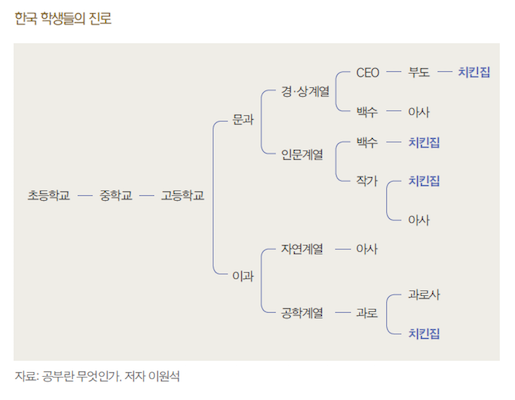 한국 학생들의 진로
CEO — 부도 — 치킨집
경·상계열
백수 — 아사
문과
백수 — 치킨집
인문계열
작가
치킨집
아사
초등학교 — 중학교 — 고등학교
자연계열 — 아사
이과
과로사
공학계열 — 과로
치킨집
자료: 공부란 무엇인가, 저자 이원석